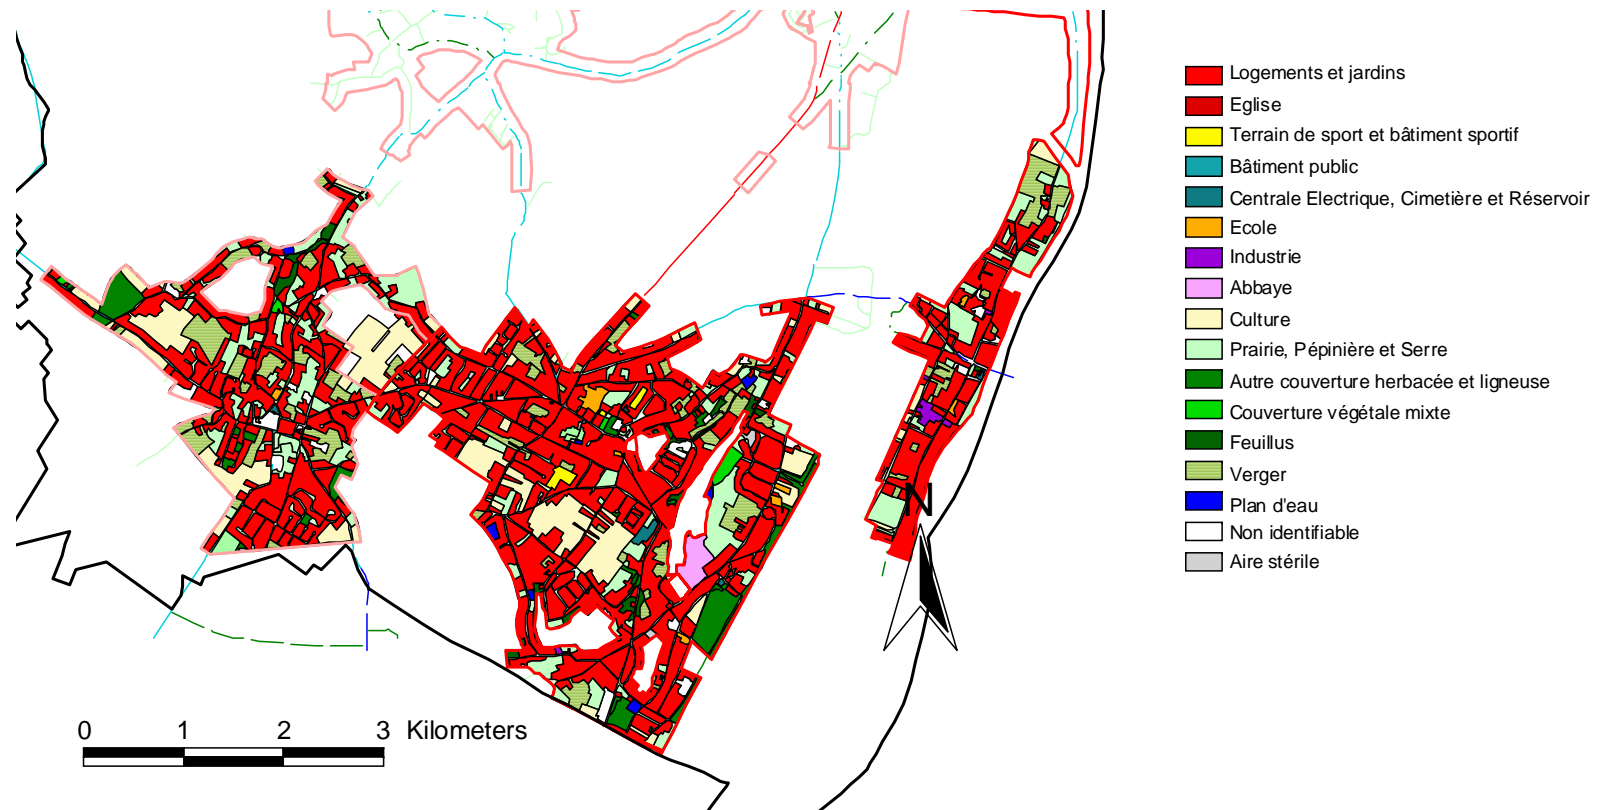 Logements et jardins
Eglise
Terrain de sport et bâtiment sportif
Bâtiment public
Centrale Electrique, Cimetière et Réservoir
Ecole
Industrie
Abbaye
Culture
Prairie, Pépinière et Serre
Autre couverture herbacée et ligneuse
Couverture végétale mixte
Feuillus
Verger
Plan d'eau
Non identifiable
Aire stérile
N
0 1 2 3 Kilometers